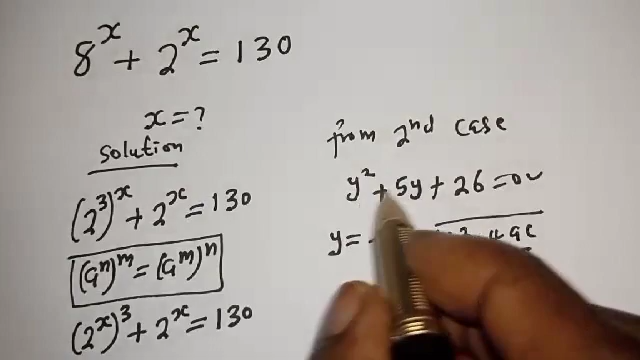 8^x + 2^x = 130
x = ?
solution
(2^3)^x + 2^x = 130
(a^n)^m = (a^m)^n
(2^x)^3 + 2^x = 130
from 2nd case
y^2 + 5y + 26 = 0
y =